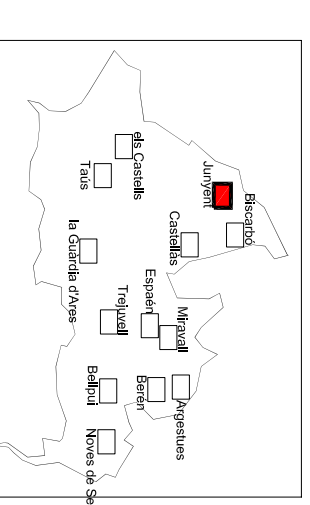 Biscarbó
Junyent
Castellàs
els Castells
Taús
la Guàrdia d'Ares
Miravall
Espaén
Trejuvell
Argestues
Berén
Bellpui
Noves de Se